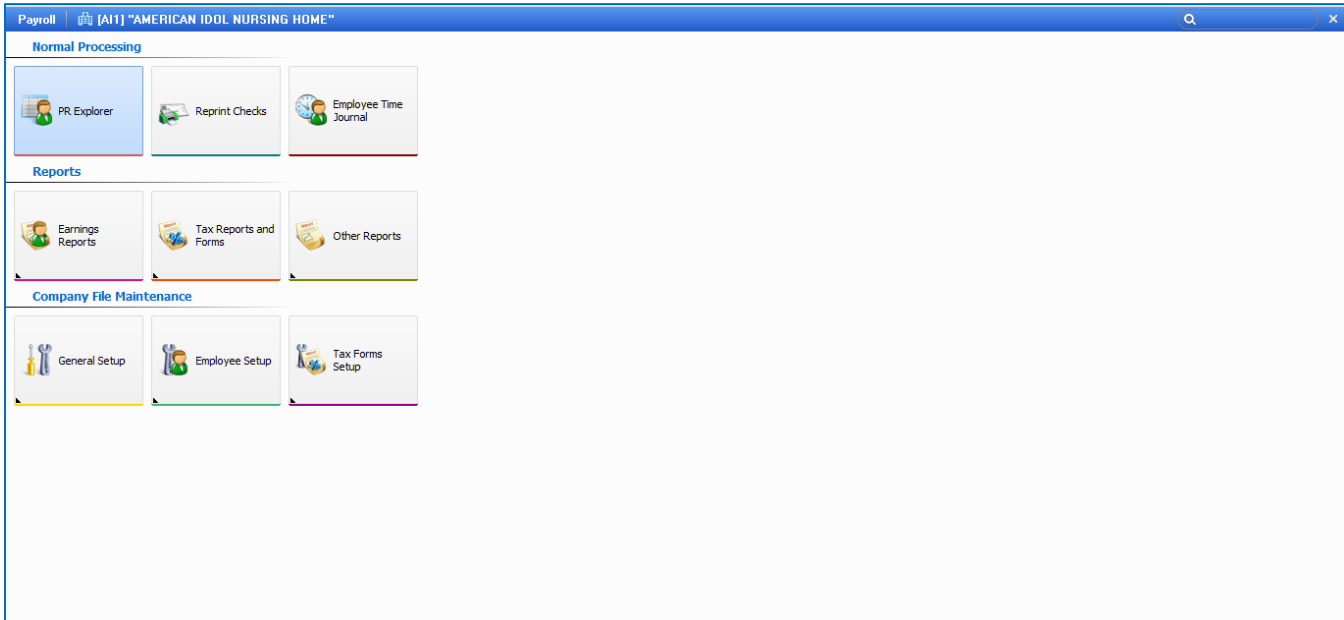 Payroll [AI1] "AMERICAN IDOL NURSING HOME"
Normal Processing
PR Explorer
Reprint Checks
Employee Time
Journal
Reports
Earnings
Reports
Tax Reports and
Forms
Other Reports
Company File Maintenance
General Setup
Employee Setup
Tax Forms
Setup